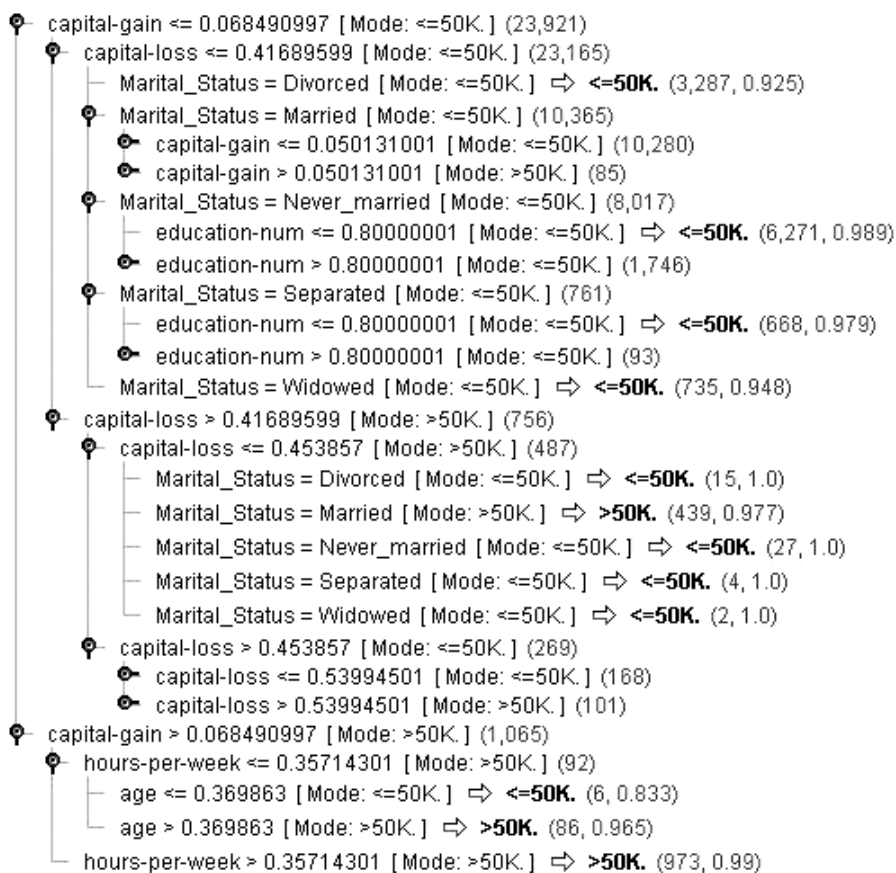 capital-gain <= 0.068490997 [Mode: <=50K.] (23,921)
capital-loss <= 0.41689599 [Mode: <=50K.] (23,165)
Marital_Status = Divorced [Mode: <=50K.] ⇨ <=50K. (3,287, 0.925)
Marital_Status = Married [Mode: <=50K.] (10,365)
capital-gain <= 0.050131001 [Mode: <=50K.] (10,280)
capital-gain > 0.050131001 [Mode: >50K.] (85)
Marital_Status = Never_married [Mode: <=50K.] (8,017)
education-num <= 0.80000001 [Mode: <=50K.] ⇨ <=50K. (6,271, 0.989)
education-num > 0.80000001 [Mode: <=50K.] (1,746)
Marital_Status = Separated [Mode: <=50K.] (761)
education-num <= 0.80000001 [Mode: <=50K.] ⇨ <=50K. (668, 0.979)
education-num > 0.80000001 [Mode: <=50K.] (93)
Marital_Status = Widowed [Mode: <=50K.] ⇨ <=50K. (735, 0.948)
capital-loss > 0.41689599 [Mode: >50K.] (756)
capital-loss <= 0.453857 [Mode: >50K.] (487)
Marital_Status = Divorced [Mode: <=50K.] ⇨ <=50K. (15, 1.0)
Marital_Status = Married [Mode: >50K.] ⇨ >50K. (439, 0.977)
Marital_Status = Never_married [Mode: <=50K.] ⇨ <=50K. (27, 1.0)
Marital_Status = Separated [Mode: <=50K.] ⇨ <=50K. (4, 1.0)
Marital_Status = Widowed [Mode: <=50K.] ⇨ <=50K. (2, 1.0)
capital-loss > 0.453857 [Mode: <=50K.] (269)
capital-loss <= 0.53994501 [Mode: <=50K.] (168)
capital-loss > 0.53994501 [Mode: >50K.] (101)
capital-gain > 0.068490997 [Mode: >50K.] (1,065)
hours-per-week <= 0.35714301 [Mode: >50K.] (92)
age <= 0.369863 [Mode: <=50K.] ⇨ <=50K. (6, 0.833)
age > 0.369863 [Mode: >50K.] ⇨ >50K. (86, 0.965)
hours-per-week > 0.35714301 [Mode: >50K.] ⇨ >50K. (973, 0.99)